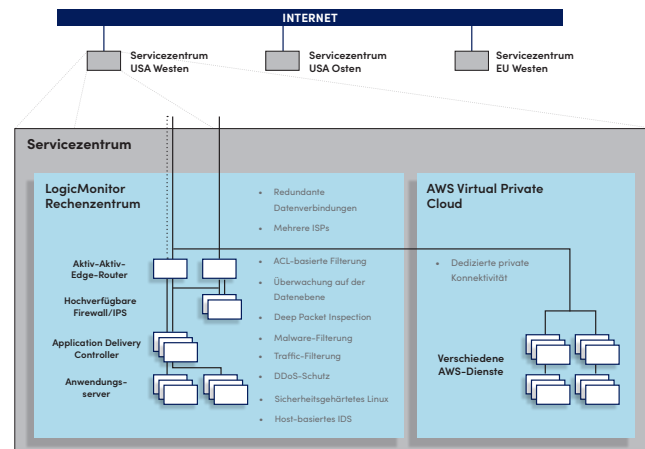 INTERNET
Servicezentrum
USA Westen
Servicezentrum
USA Osten
Servicezentrum
EU Westen
Servicezentrum
LogicMonitor
Rechenzentrum
Aktiv-Aktiv-
Edge-Router
Hochverfügbare
Firewall/IPS
Application Delivery
Controller
Anwendungs-
server
• Redundante
Datenverbindungen
• Mehrere ISPs
• ACL-basierte Filterung
• Überwachung auf der
Datenebene
• Deep Packet Inspection
• Malware-Filterung
• Traffic-Filterung
• DDoS-Schutz
• Sicherheitsgehärtetes Linux
• Host-basiertes IDS
AWS Virtual Private
Cloud
• Dedizierte private
Konnektivität
Verschiedene
AWS-Dienste